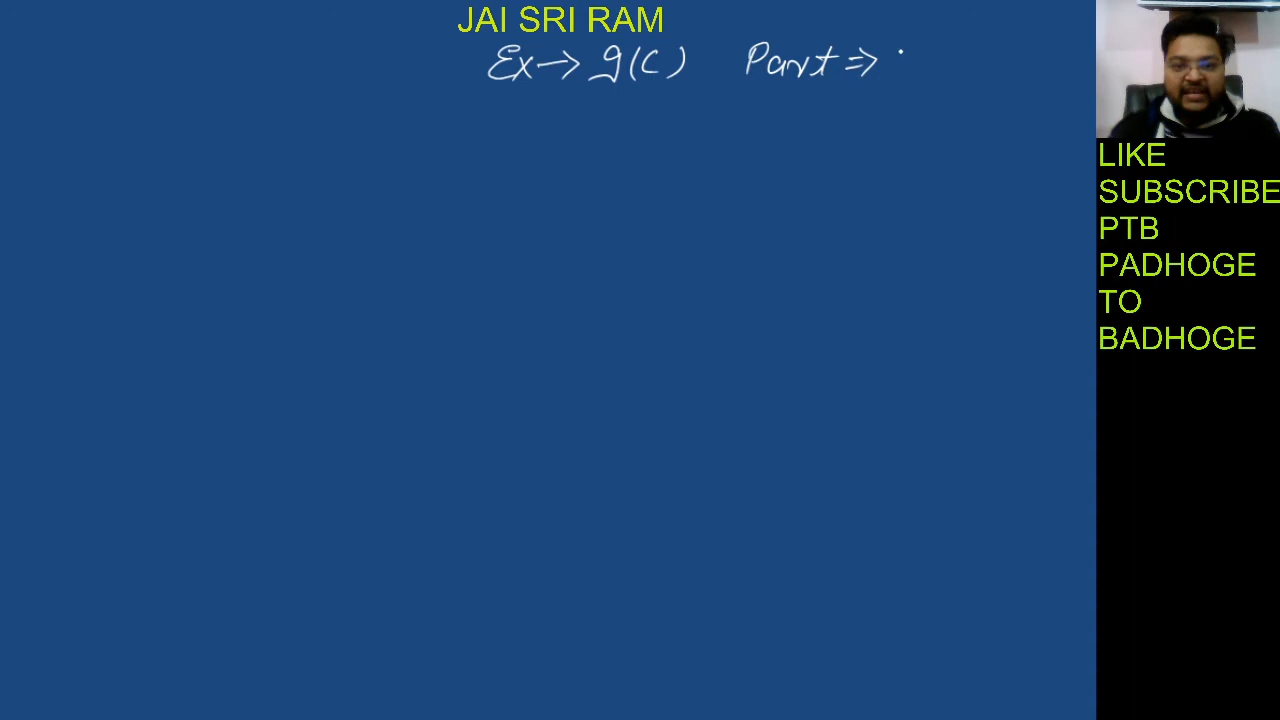 JAI SRI RAM
Ex → 9(C) Part ⇒
LIKE
SUBSCRIBE
PTB
PADHOGE
TO
BADHOGE